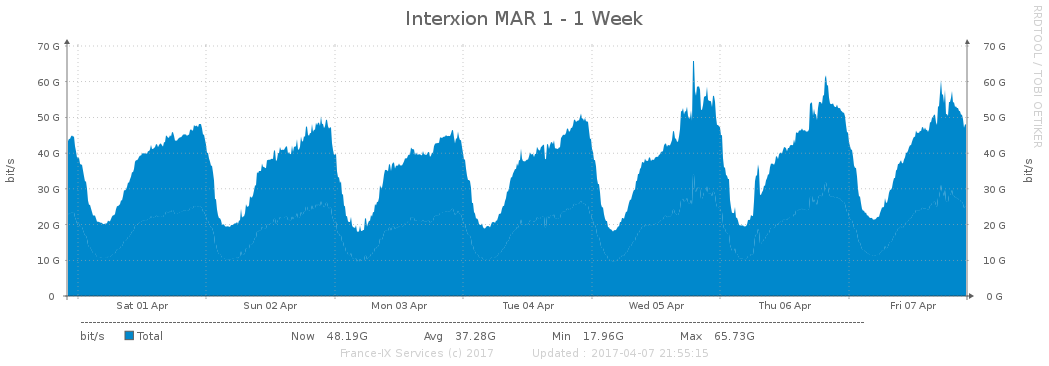 Interxion MAR 1 - 1 Week
RRDTOOL / TOBI OETIKER
bit/s
bit/s
70 G 70 G
60 G 60 G
50 G 50 G
40 G 40 G
30 G 30 G
20 G 20 G
10 G 10 G
0 0 G
Sat 01 Apr Sun 02 Apr Mon 03 Apr Tue 04 Apr Wed 05 Apr Thu 06 Apr Fri 07 Apr
bit/s Total Now 48.19G Avg 37.28G Min 17.96G Max 65.73G
France-IX Services (c) 2017 Updated : 2017-04-07 21:55:15